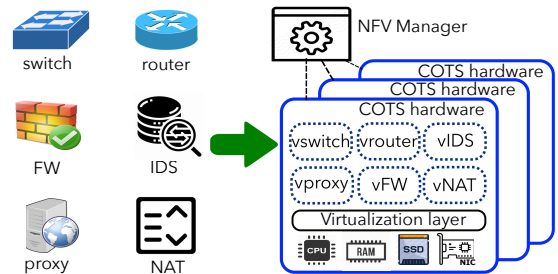 NFV Manager
switch
router
COTS hardware
COTS hardware
COTS hardware
FW
IDS
vswitch
vrouter
vIDS
vproxy
vFW
vNAT
Virtualization layer
proxy
NAT
CPU
RAM
SSD
NIC